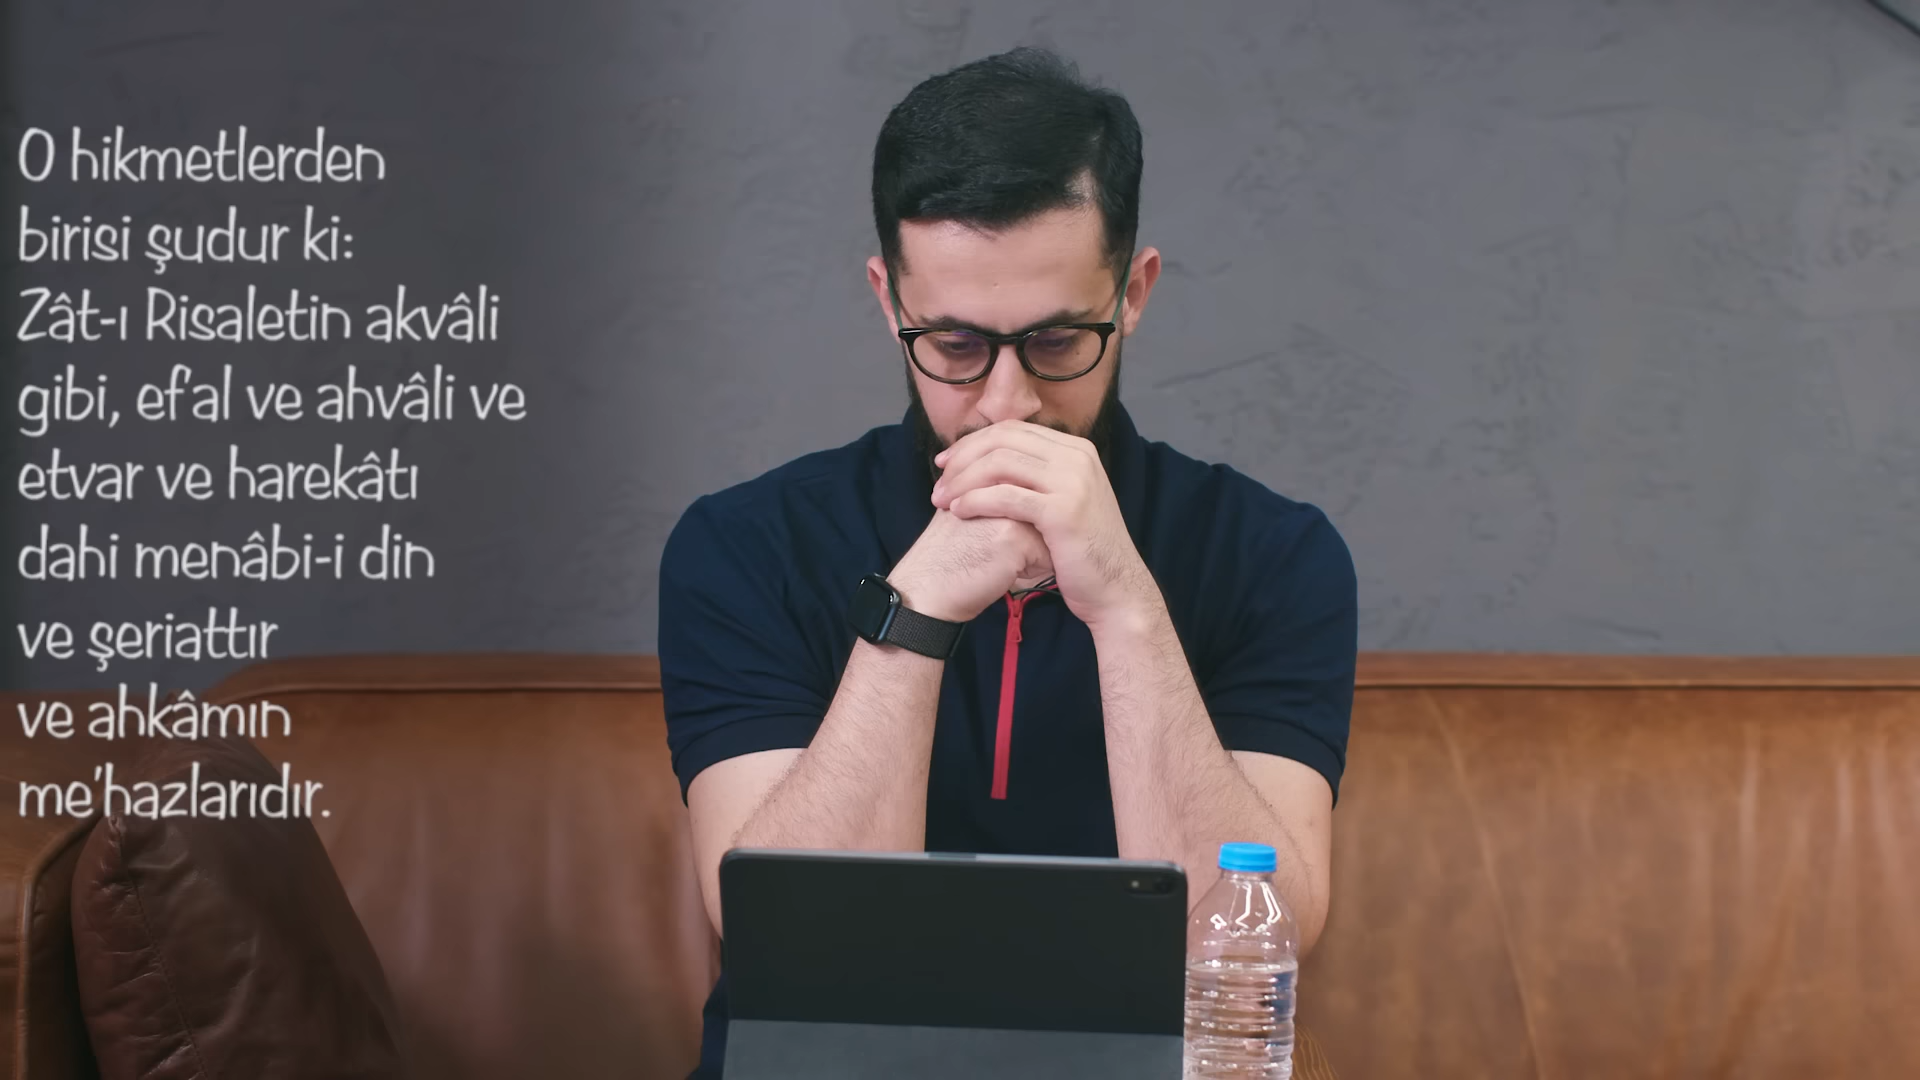 O hikmetlerden
birisi şudur ki:
Zât-ı Risaletin akvâli
gibi, ef'al ve ahvâli ve
etvar ve harekâtı
dahi menâbi-i din
ve şeriattır
ve ahkâmın
me'hazlarıdır.